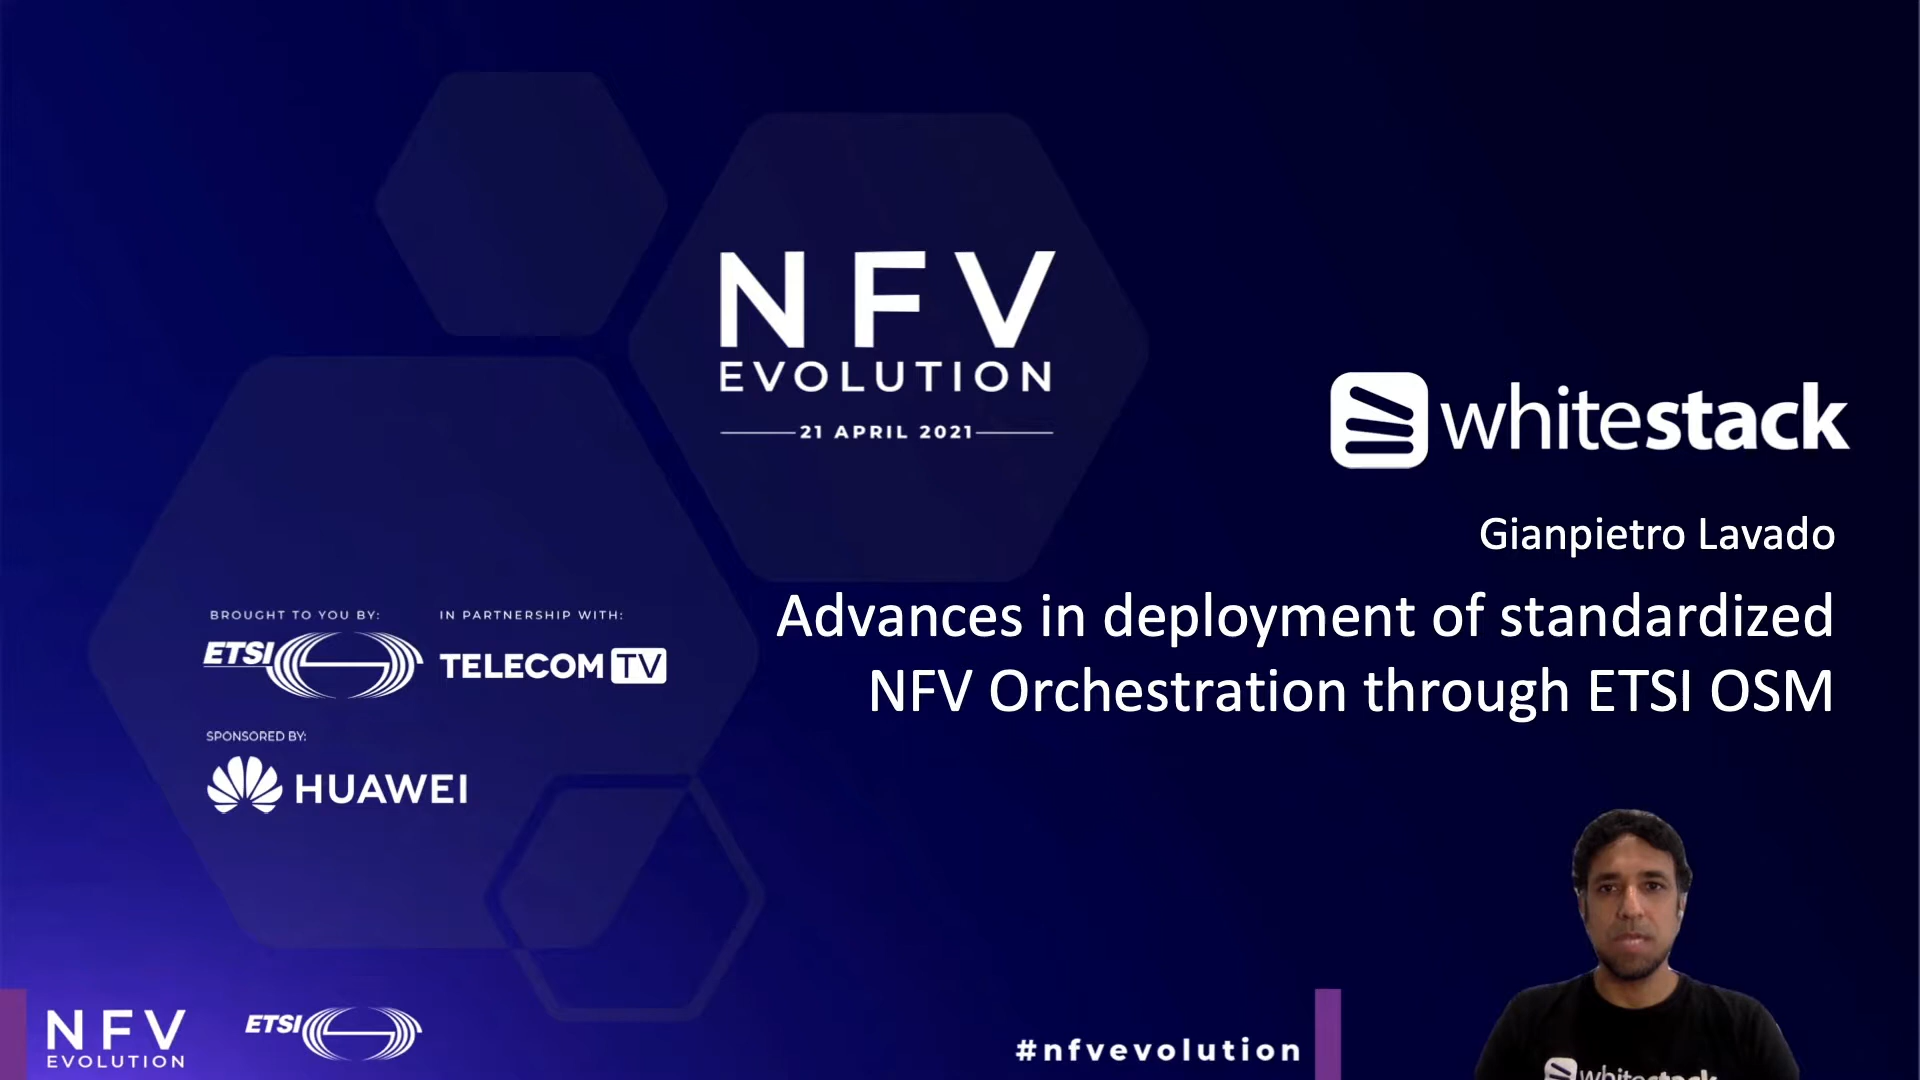 NFV
EVOLUTION
21 APRIL 2021
whitestack
Gianpietro Lavado
Advances in deployment of standardized
NFV Orchestration through ETSI OSM
BROUGHT TO YOU BY:
ETSI
IN PARTNERSHIP WITH:
TELECOM TV
SPONSORED BY:
HUAWEI
NFV
EVOLUTION
ETSI
#nfvevolution
whitestack